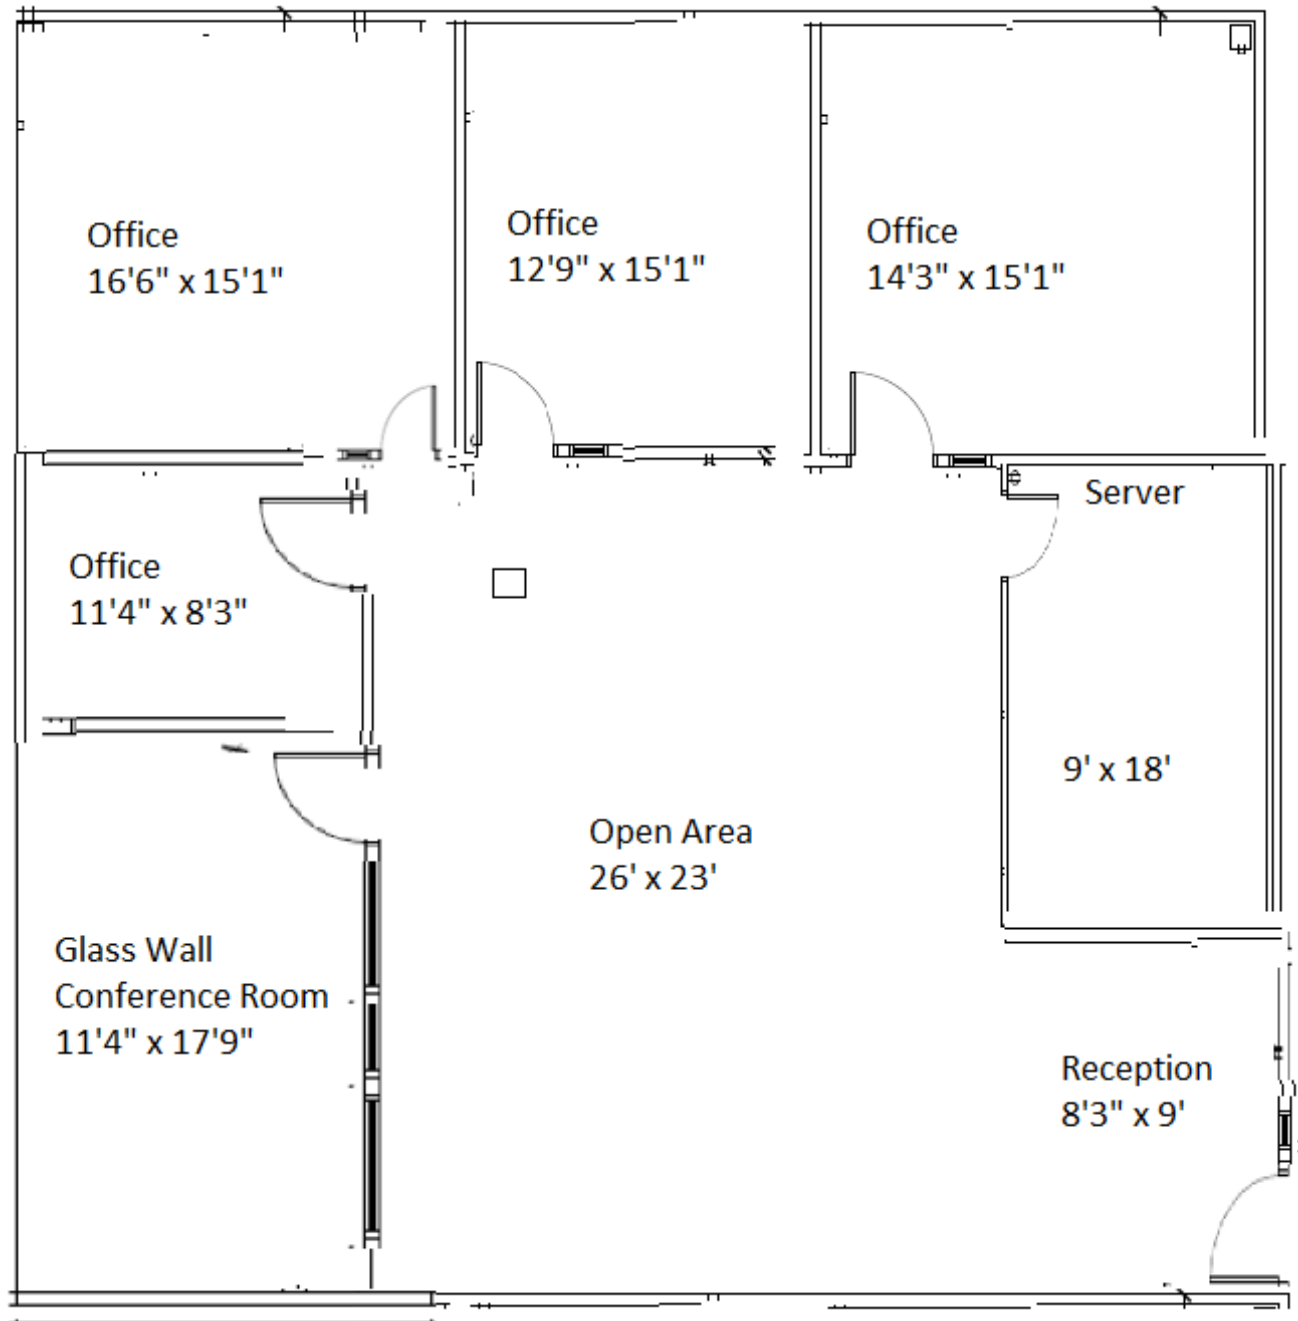 Office
16'6" x 15'1"
Office
12'9" x 15'1"
Office
14'3" x 15'1"
Server
Office
11'4" x 8'3"
9' x 18'
Open Area
26' x 23'
Glass Wall
Conference Room
11'4" x 17'9"
Reception
8'3" x 9'